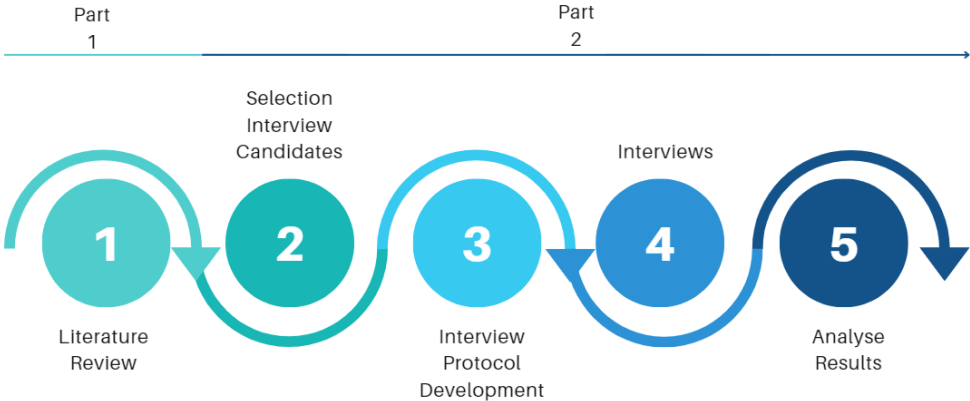 Part
1
Part
2
Selection
Interview
Candidates
Interviews
1
2
3
4
5
Literature
Review
Interview
Protocol
Development
Analyse
Results